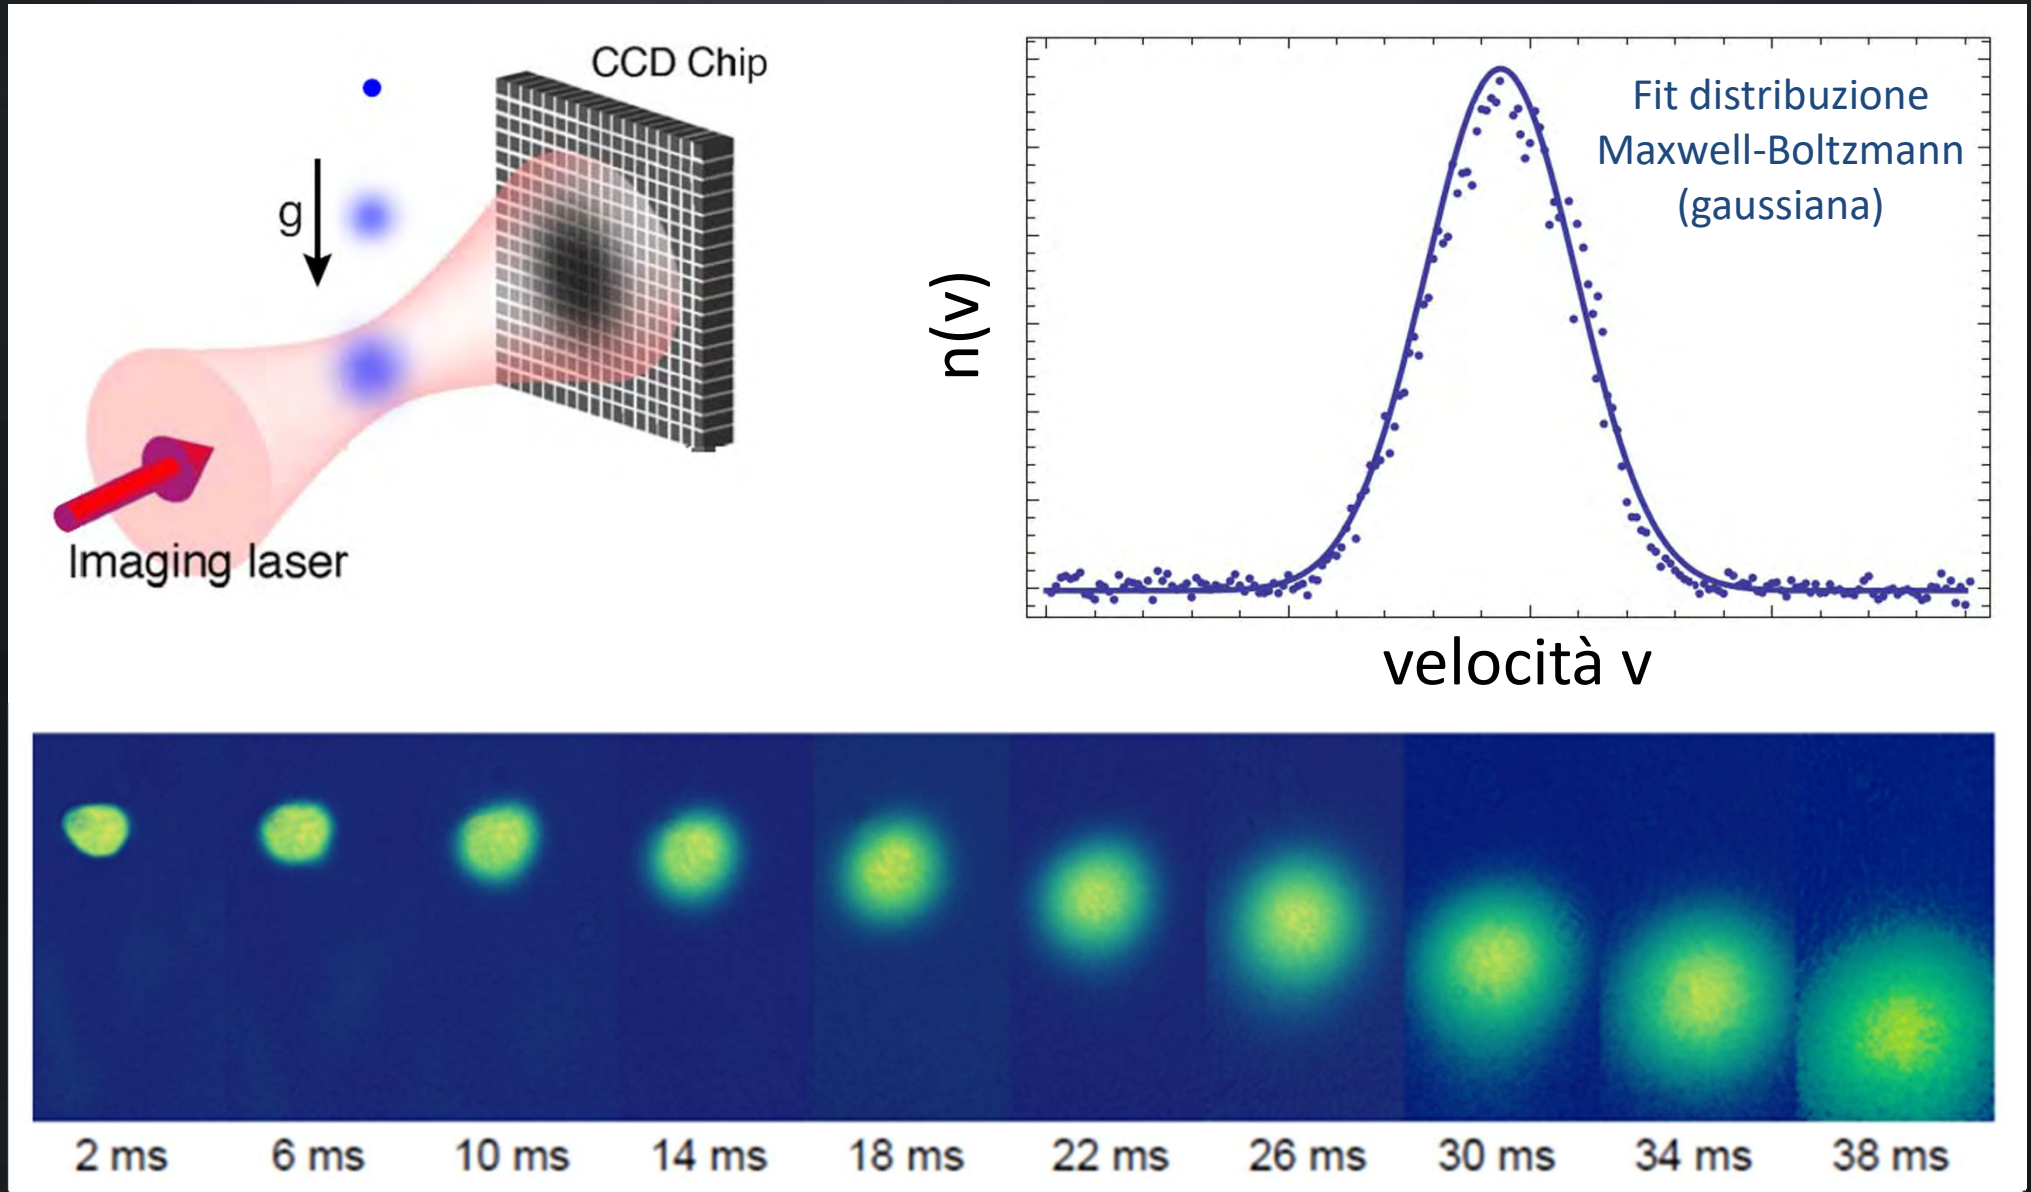 CCD Chip
g
Imaging laser
Fit distribuzione
Maxwell-Boltzmann
(gaussiana)
n(v)
velocità v
2 ms
6 ms
10 ms
14 ms
18 ms
22 ms
26 ms
30 ms
34 ms
38 ms